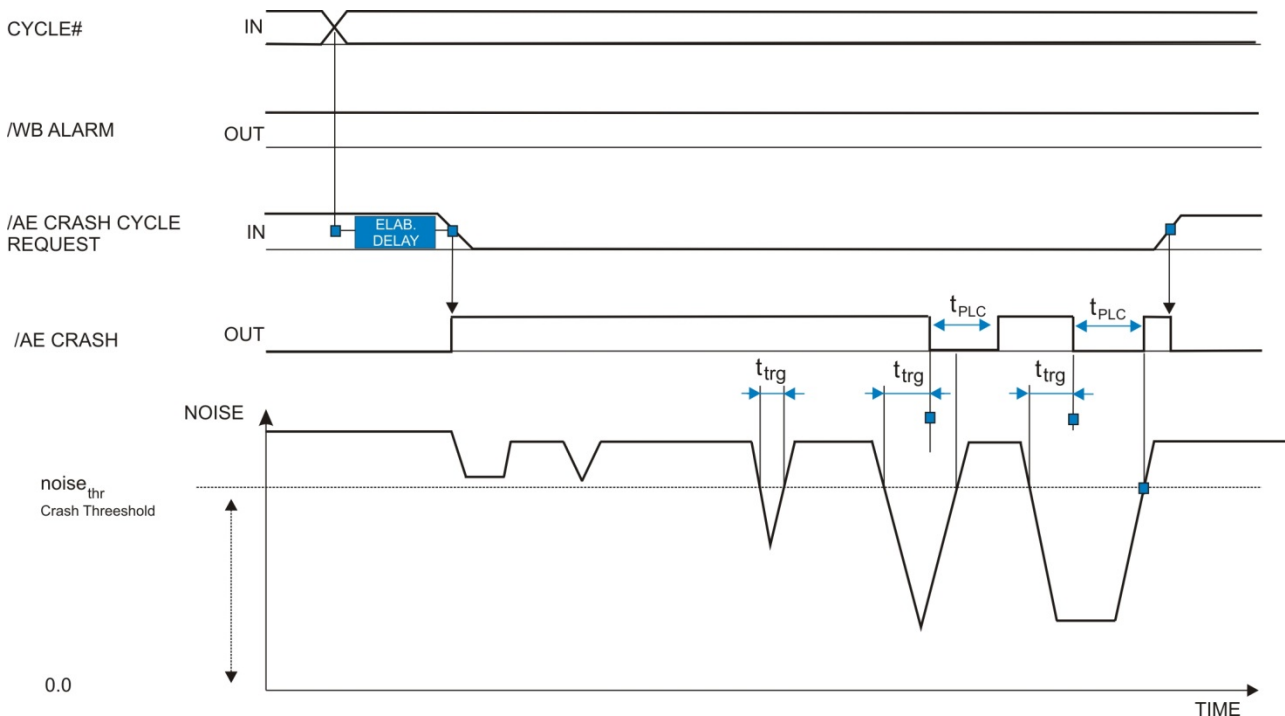 CYCLE# IN
/WB ALARM OUT
/AE CRASH CYCLE
REQUEST IN
ELAB.
DELAY
/AE CRASH OUT
tPLC tPLC
ttrg ttrg ttrg
NOISE
noisethr
Crash Threeshold
0.0
TIME